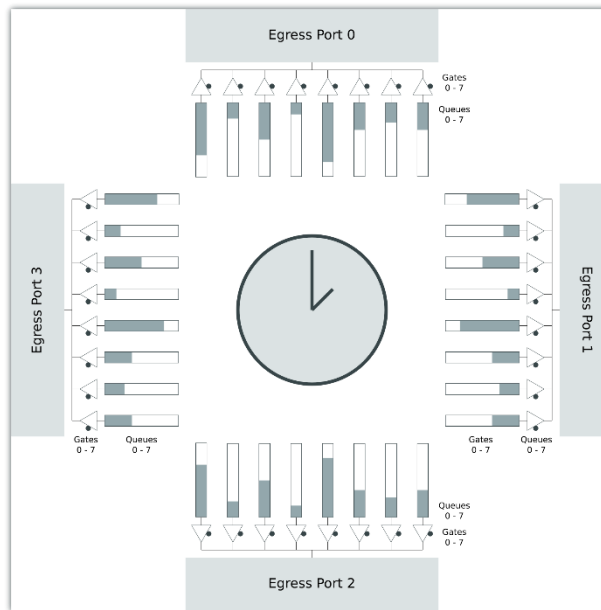 Egress Port 0
Gates
0 - 7
Queues
0 - 7
Egress Port 3
Egress Port 1
Gates
0 - 7
Queues
0 - 7
Gates
0 - 7
Queues
0 - 7
Queues
0 - 7
Gates
0 - 7
Egress Port 2